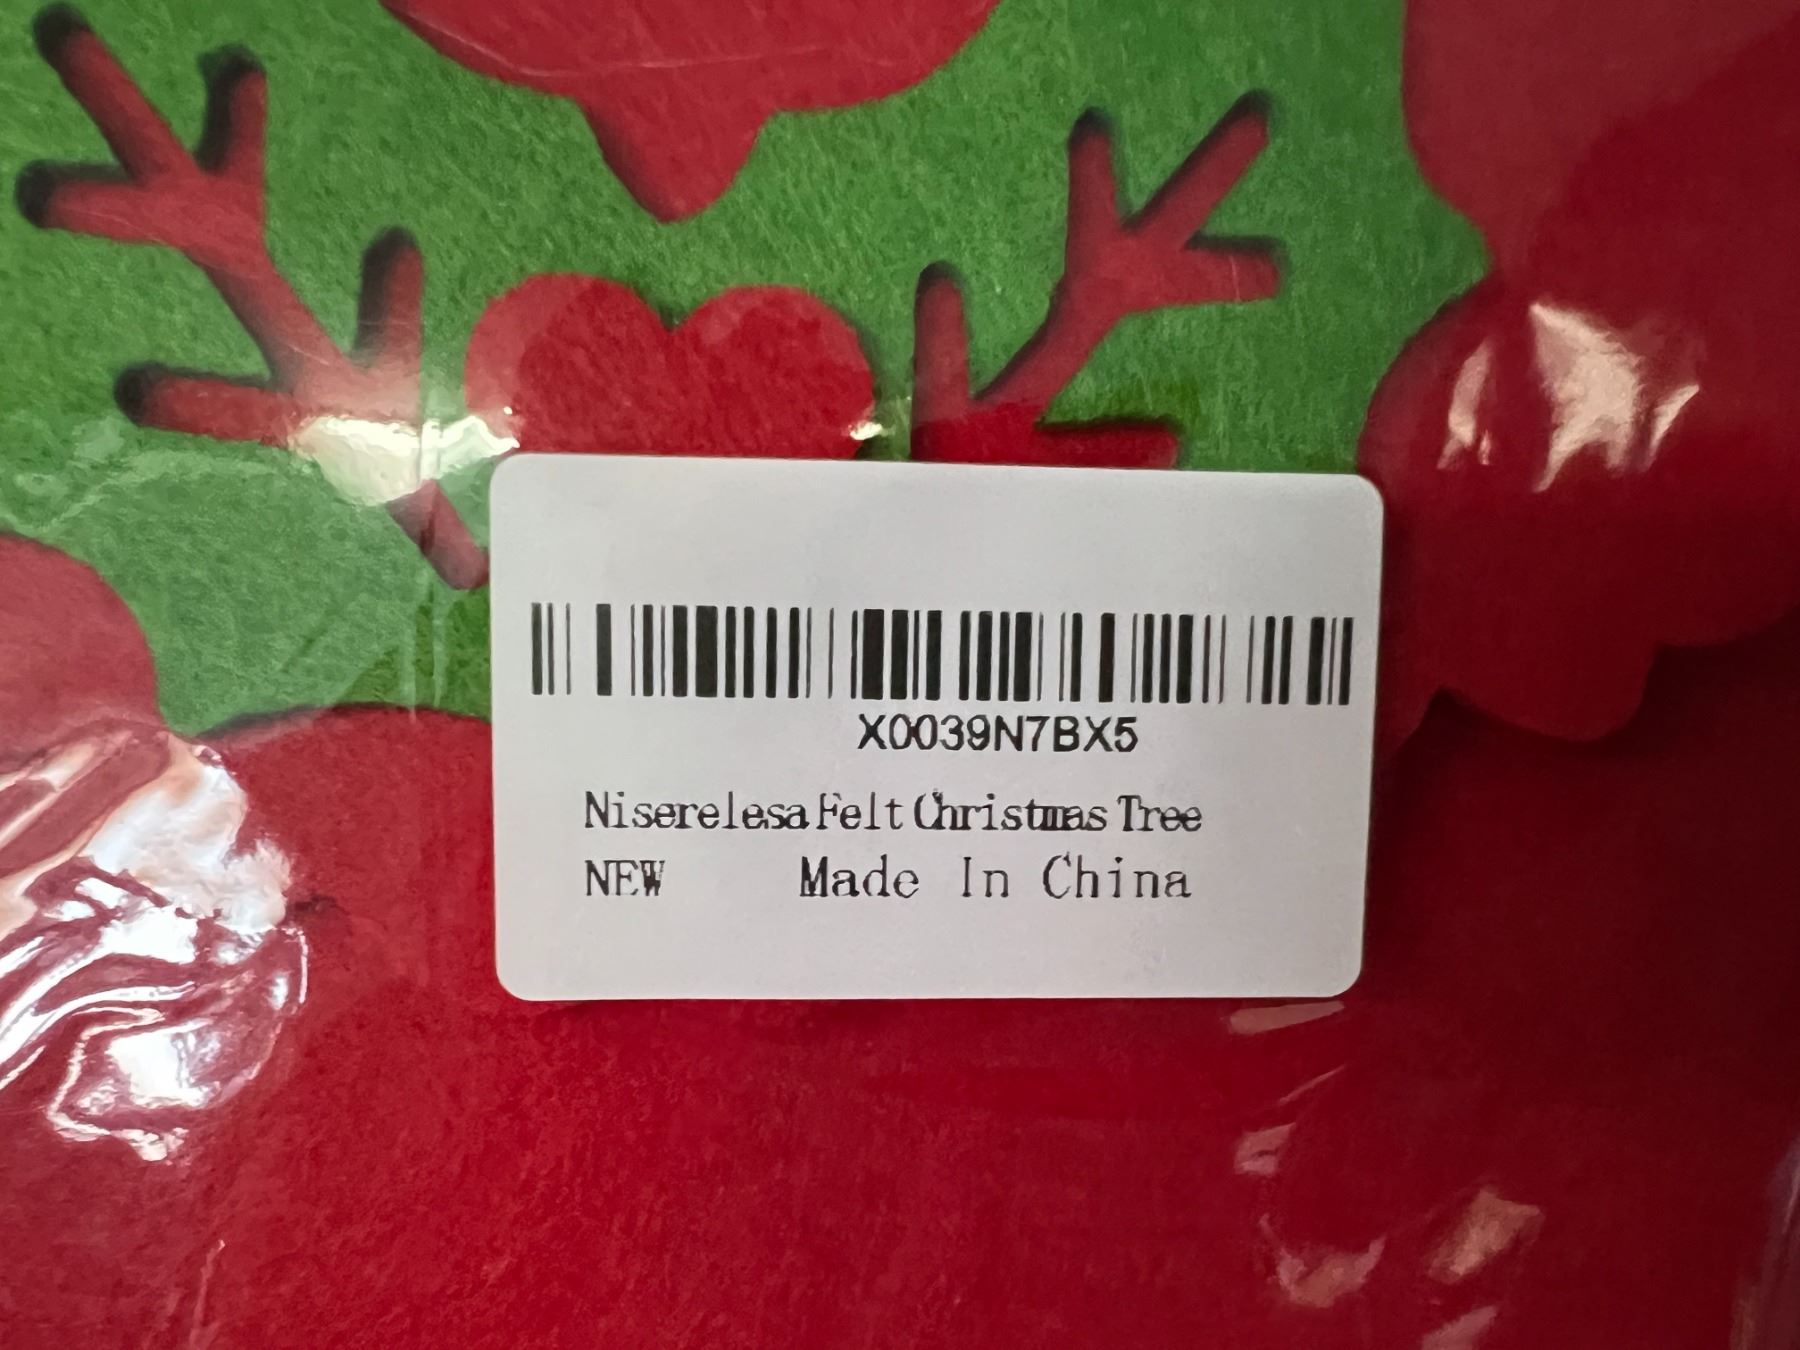 X0039N7BX5
Niserelesa Felt Christmas Tree
NEW Made In China